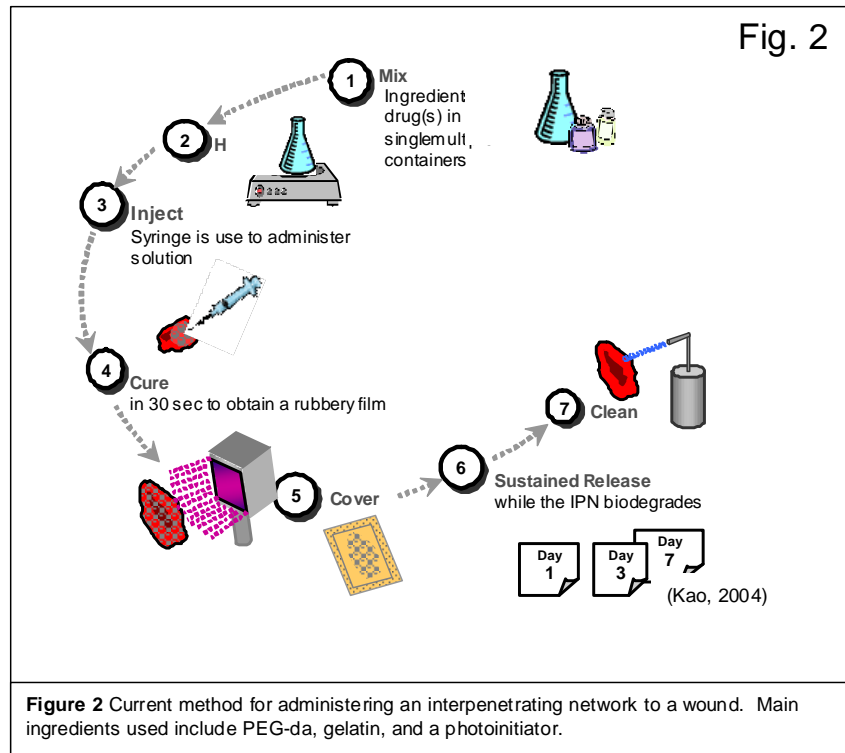 Fig. 2
1
Mix
Ingredient
drug(s) in
singlemult
containers
2
H
3
Inject
Syringe is use to administer
solution
4
Cure
in 30 sec to obtain a rubbery film
5
Cover
6
Sustained Release
while the IPN biodegrades
7
Clean
Day
1
Day
3
Day
7
(Kao, 2004)
Figure 2 Current method for administering an interpenetrating network to a wound. Main
ingredients used include PEG-da, gelatin, and a photoinitiator.